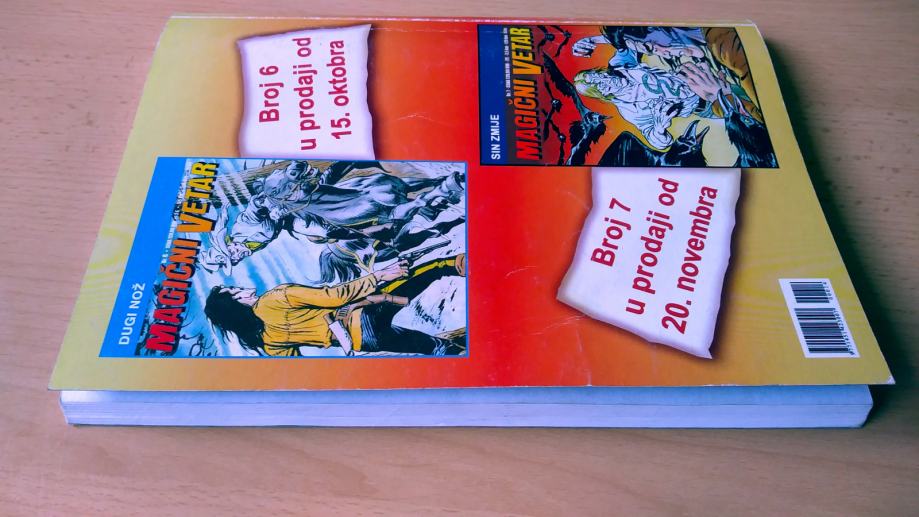 Broj 6
u prodaji od
15. oktobra
DUGI NOŽ
MAGIČNI VETAR
SIN ZMIJE
MAGIČNI VETAR
Broj 7
u prodaji od
20. novembra